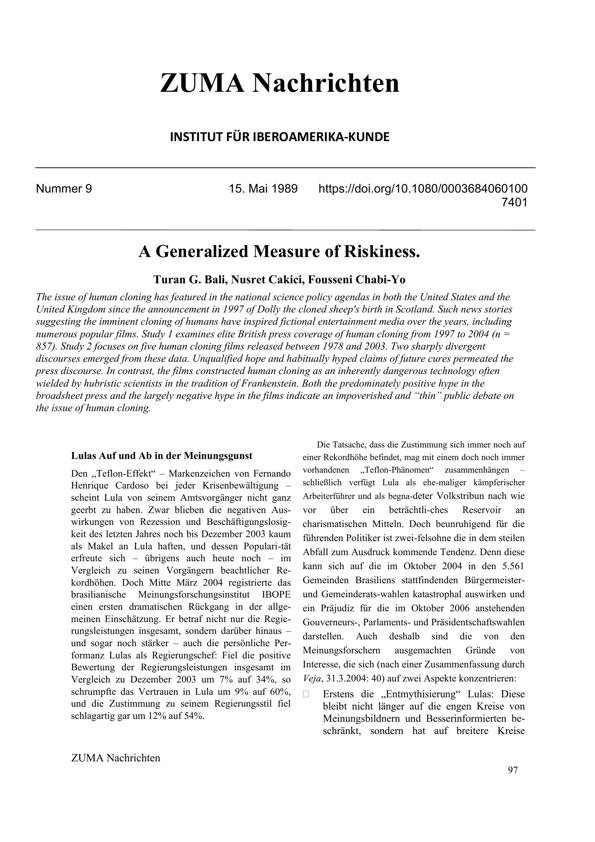 ZUMA Nachrichten
INSTITUT FÜR IBEROAMERIKA-KUNDE
Nummer 9 15. Mai 1989 https://doi.org/10.1080/0003684060100
7401
A Generalized Measure of Riskiness.
Turan G. Bali, Nusret Cakici, Fousseni Chabi-Yo
The issue of human cloning has featured in the national science policy agendas in both the United States and the
United Kingdom since the announcement in 1997 of Dolly the cloned sheep's birth in Scotland. Such news stories
suggesting the imminent cloning of humans have inspired fictional entertainment media over the years, including
numerous popular films. Study 1 examines elite British press coverage of human cloning from 1997 to 2004 (n =
857). Study 2 focuses on five human cloning films released between 1978 and 2003. Two sharply divergent
discourses emerged from these data. Unqualified hope and habitually hyped claims of future cures permeated the
press discourse. In contrast, the films constructed human cloning as an inherently dangerous technology often
wielded by hubristic scientists in the tradition of Frankenstein. Both the predominately positive hype in the
broadsheet press and the largely negative hype in the films indicate an impoverished and “thin” public debate on
the issue of human cloning.
Lulas Auf und Ab in der Meinungsgunst
Den „Teflon-Effekt“ – Markenzeichen von Fernando
Henrique Cardoso bei jeder Krisenbewältigung –
scheint Lula von seinem Amtsvorgänger nicht ganz
geerbt zu haben. Zwar blieben die negativen Aus-
wirkungen von Rezession und Beschäftigungslosig-
keit des letzten Jahres noch bis Dezember 2003 kaum
als Makel an Lula haften, und dessen Populari-tät
erfreute sich – übrigens auch heute noch – im
Vergleich zu seinen Vorgängern beachtlicher Re-
kordhöhen. Doch Mitte März 2004 registrierte das
brasilianische Meinungsforschungsinstitut IBOPE
einen ersten dramatischen Rückgang in der allge-
meinen Einschätzung. Er betraf nicht nur die Regie-
rungsleistungen insgesamt, sondern darüber hinaus –
und sogar noch stärker – auch die persönliche Per-
formanz Lulas als Regierungschef: Fiel die positive
Bewertung der Regierungsleistungen insgesamt im
Vergleich zu Dezember 2003 um 7% auf 34%, so
schrumpfte das Vertrauen in Lula um 9% auf 60%,
und die Zustimmung zu seinem Regierungsstil fiel
schlagartig gar um 12% auf 54%.
Die Tatsache, dass die Zustimmung sich immer noch auf
einer Rekordhöhe befindet, mag mit einem doch noch immer
vorhandenen „Teflon-Phänomen“ zusammenhängen –
schließlich verfügt Lula als ehe-maliger kämpferischer
Arbeiterführer und als begna-deter Volkstribun nach wie
vor über ein beträchtli-ches Reservoir an
charismatischen Mitteln. Doch beunruhigend für die
führenden Politiker ist zwei-felsohne die in dem steilen
Abfall zum Ausdruck kommende Tendenz. Denn diese
kann sich auf die im Oktober 2004 in den 5.561
Gemeinden Brasiliens stattfindenden Bürgermeister-
und Gemeinderats-wahlen katastrophal auswirken und
ein Präjudiz für die im Oktober 2006 anstehenden
Gouverneurs-, Parlaments- und Präsidentschaftswahlen
darstellen. Auch deshalb sind die von den
Meinungsforschern ausgemachten Gründe von
Interesse, die sich (nach einer Zusammenfassung durch
Veja, 31.3.2004: 40) auf zwei Aspekte konzentrieren:
Erstens die „Entmythisierung“ Lulas: Diese
bleibt nicht länger auf die engen Kreise von
Meinungsbildnern und Besserinformierten be-
schränkt, sondern hat auf breitere Kreise
ZUMA Nachrichten
97